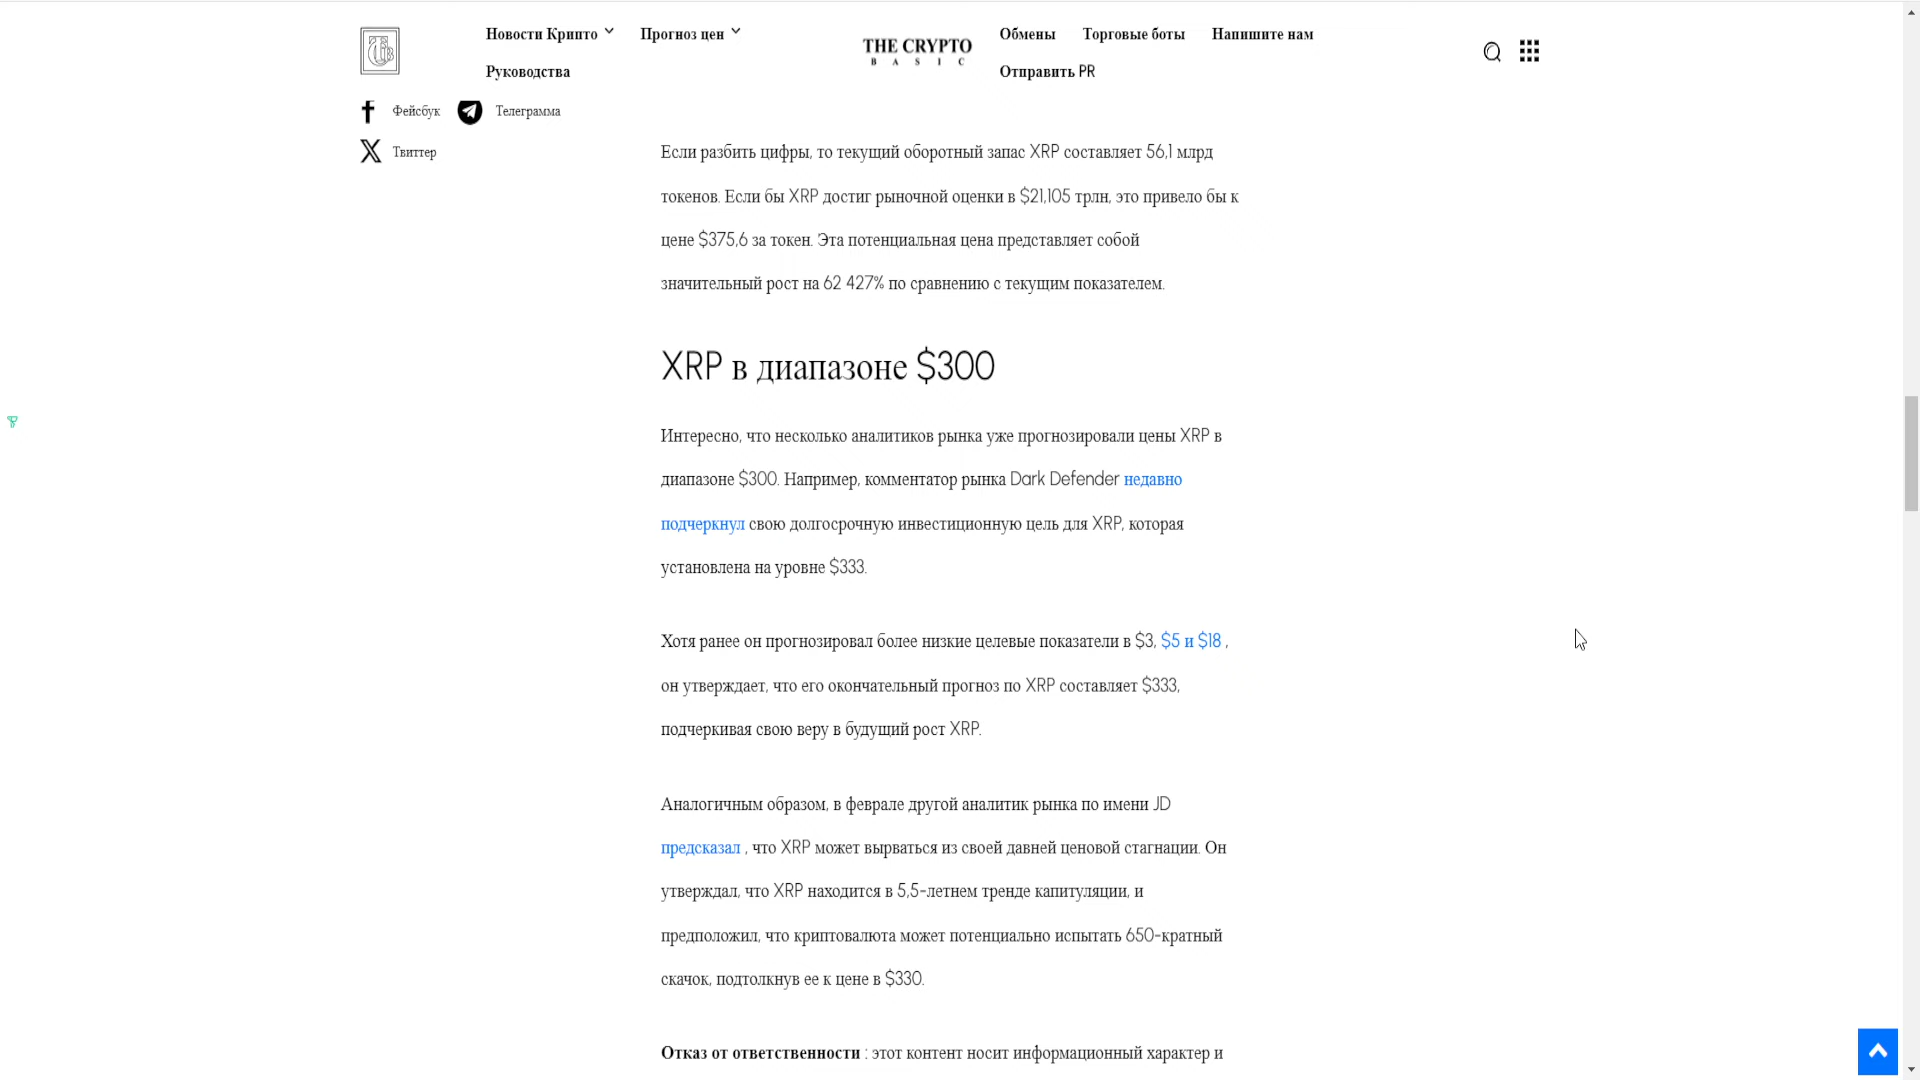 Новости Крипто
Прогноз цен
THE CRYPTO
BASIC
Обмены
Торговые боты
Напишите нам
Руководства
Отправить PR
Фейсбук
Телеграмма
Твиттер
Если разбить цифры, то текущий оборотный запас XRP составляет 56,1 млрд
токенов. Если бы XRP достиг рыночной оценки в $21,105 трлн, это привело бы к
цене $375,6 за токен. Эта потенциальная цена представляет собой
значительный рост на 62 427% по сравнению с текущим показателем.
XRP в диапазоне $300
Интересно, что несколько аналитиков рынка уже прогнозировали цены XRP в
диапазоне $300. Например, комментатор рынка Dark Defender недавно
подчеркнул свою долгосрочную инвестиционную цель для XRP, которая
установлена на уровне $333.
Хотя ранее он прогнозировал более низкие целевые показатели в $3, $5 и $18 ,
он утверждает, что его окончательный прогноз по XRP составляет $333,
подчеркивая свою веру в будущий рост XRP.
Аналогичным образом, в феврале другой аналитик рынка по имени JD
предсказал , что XRP может вырваться из своей давней ценовой стагнации. Он
утверждал, что XRP находится в 5,5-летнем тренде капитуляции, и
предположил, что криптовалюта может потенциально испытать 650-кратный
скачок, подтолкнув ее к цене в $330.
Отказ от ответственности : этот контент носит информационный характер и